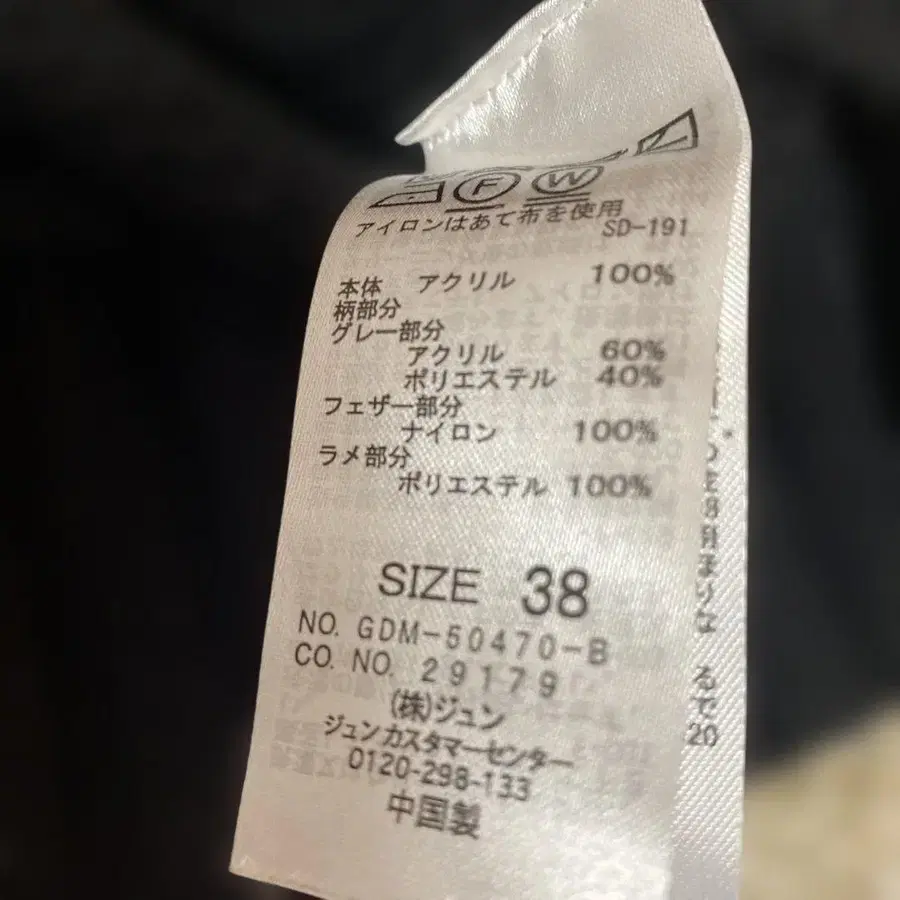 F W
アイロンはあて布を使用
SD-191
本体 アクリル 100%
柄部分
グレー部分
アクリル 60%
ポリエステル 40%
フェザー部分
ナイロン 100%
ラメ部分
ポリエステル 100%
SIZE 38
NO. GDM-50470-B
CO. NO. 29179
(株)ジュン
ジュンカスタマーセンター
0120-298-133
中国製
るで20